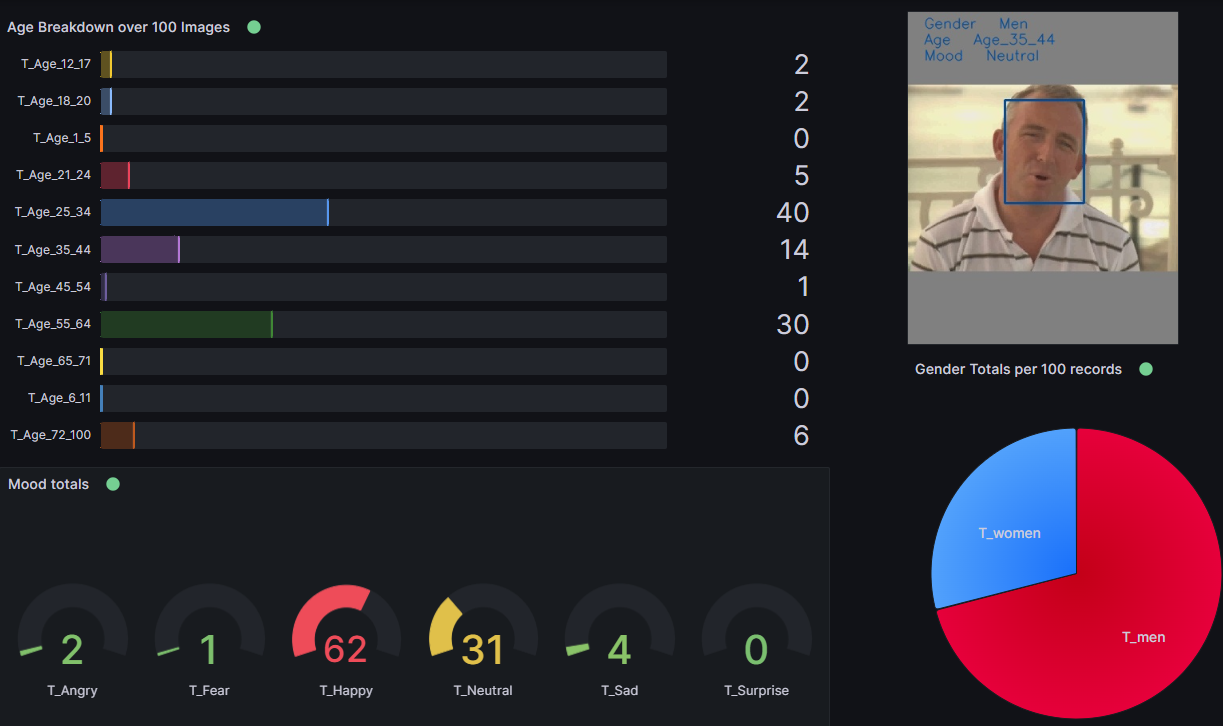 Age Breakdown over 100 Images
T_Age_12_17 2
T_Age_18_20 2
T_Age_1_5 0
T_Age_21_24 5
T_Age_25_34 40
T_Age_35_44 14
T_Age_45_54 1
T_Age_55_64 30
T_Age_65_71 0
T_Age_6_11 0
T_Age_72_100 6
Mood totals
2 1 62 31 4 0
T_Angry T_Fear T_Happy T_Neutral T_Sad T_Surprise
Gender Men
Age Age_35_44
Mood Neutral
Gender Totals per 100 records
T_women
T_men